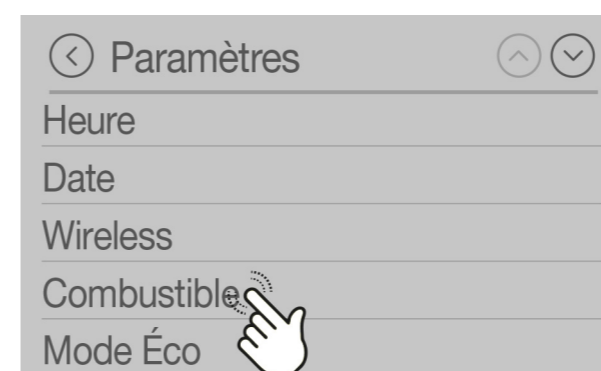 Paramètres
Heure
Date
Wireless
Combustible
Mode Éco